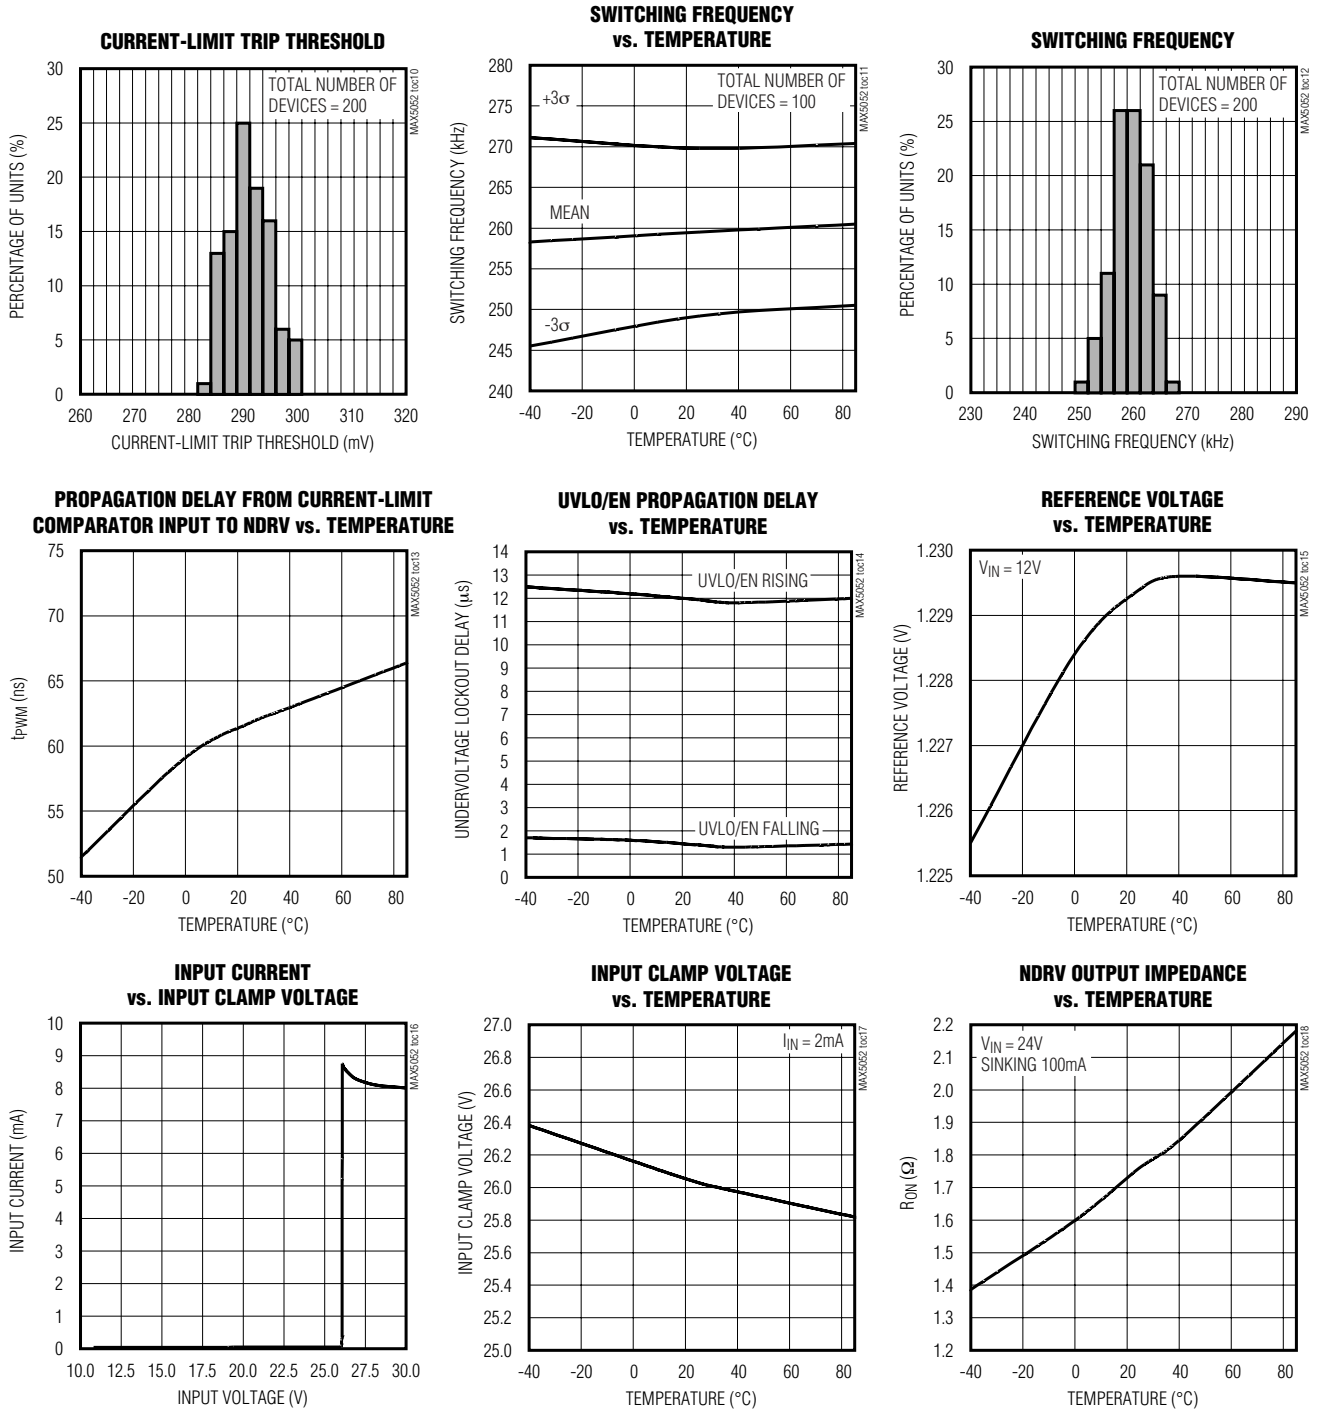 CURRENT-LIMIT TRIP THRESHOLD
30
25
20
15
10
5
0
PERCENTAGE OF UNITS (%)
TOTAL NUMBER OF
DEVICES = 200
MAX5052 toc10
260 270 280 290 300 310 320
CURRENT-LIMIT TRIP THRESHOLD (mV)
SWITCHING FREQUENCY
vs. TEMPERATURE
280
275
270
265
260
255
250
245
240
SWITCHING FREQUENCY (kHz)
+3σ
TOTAL NUMBER OF
DEVICES = 100
MEAN
-3σ
MAX5052 toc11
-40 -20 0 20 40 60 80
TEMPERATURE (°C)
SWITCHING FREQUENCY
30
25
20
15
10
5
0
PERCENTAGE OF UNITS (%)
TOTAL NUMBER OF
DEVICES = 200
MAX5052 toc12
230 240 250 260 270 280 290
SWITCHING FREQUENCY (kHz)
PROPAGATION DELAY FROM CURRENT-LIMIT
COMPARATOR INPUT TO NDRV vs. TEMPERATURE
75
70
65
60
55
50
tPWM (ns)
MAX5052 toc13
-40 -20 0 20 40 60 80
TEMPERATURE (°C)
UVLO/EN PROPAGATION DELAY
vs. TEMPERATURE
14
13
12
11
10
9
8
7
6
5
4
3
2
1
0
UNDERVOLTAGE LOCKOUT DELAY (µs)
UVLO/EN RISING
UVLO/EN FALLING
MAX5052 toc14
-40 -20 0 20 40 60 80
TEMPERATURE (°C)
REFERENCE VOLTAGE
vs. TEMPERATURE
1.230
1.229
1.228
1.227
1.226
1.225
REFERENCE VOLTAGE (V)
VIN = 12V
MAX5052 toc15
-40 -20 0 20 40 60 80
TEMPERATURE (°C)
INPUT CURRENT
vs. INPUT CLAMP VOLTAGE
10
9
8
7
6
5
4
3
2
1
0
INPUT CURRENT (mA)
MAX5052 toc16
10.0 12.5 15.0 17.5 20.0 22.5 25.0 27.5 30.0
INPUT VOLTAGE (V)
INPUT CLAMP VOLTAGE
vs. TEMPERATURE
27.0
26.8
26.6
26.4
26.2
26.0
25.8
25.6
25.4
25.2
25.0
INPUT CLAMP VOLTAGE (V)
IIN = 2mA
MAX5052 toc17
-40 -20 0 20 40 60 80
TEMPERATURE (°C)
NDRV OUTPUT IMPEDANCE
vs. TEMPERATURE
2.2
2.1
2.0
1.9
1.8
1.7
1.6
1.5
1.4
1.3
1.2
RON (Ω)
VIN = 24V
SINKING 100mA
MAX5052 toc18
-40 -20 0 20 40 60 80
TEMPERATURE (°C)